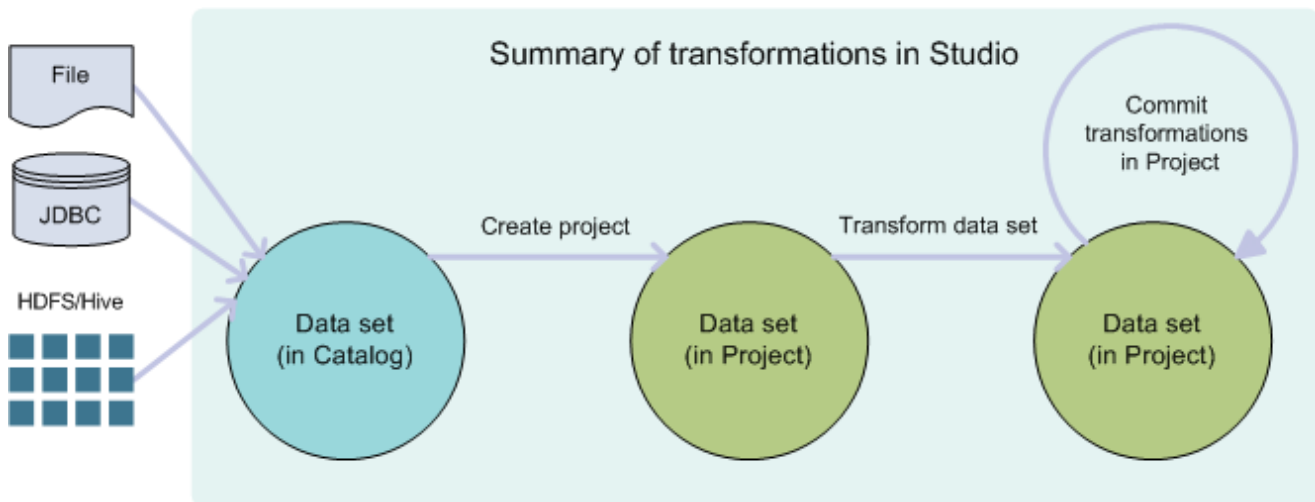 Summary of transformations in Studio
File
JDBC
HDFS/Hive
Data set
(in Catalog)
Create project
Data set
(in Project)
Transform data set
Data set
(in Project)
Commit
transformations
in Project